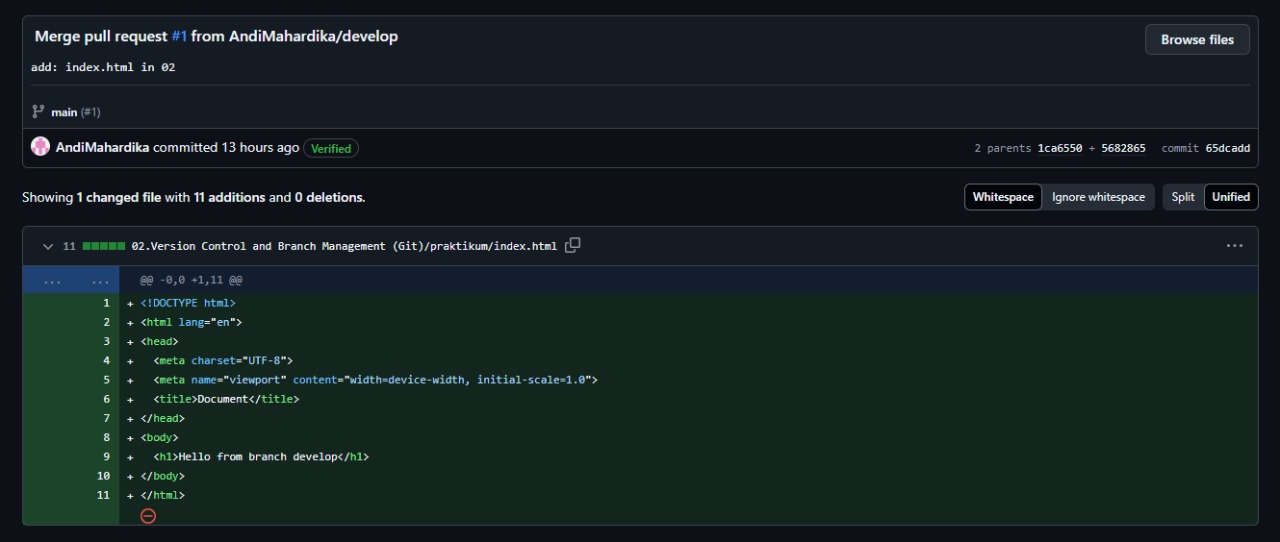 Merge pull request #1 from AndiMahardika/develop
Browse files
add: index.html in 02
main (#1)
AndiMahardika committed 13 hours ago Verified
2 parents 1ca6550 + 5682865 commit 65dcadd
Showing 1 changed file with 11 additions and 0 deletions.
Whitespace Ignore whitespace Split Unified
11 02.Version Control and Branch Management (Git)/praktikum/index.html ...
... ... @@ -0,0 +1,11 @@
1 + <!DOCTYPE html>
2 + <html lang="en">
3 + <head>
4 +   <meta charset="UTF-8">
5 +   <meta name="viewport" content="width=device-width, initial-scale=1.0">
6 +   <title>Document</title>
7 + </head>
8 + <body>
9 +   <h1>Hello from branch develop</h1>
10 + </body>
11 + </html>